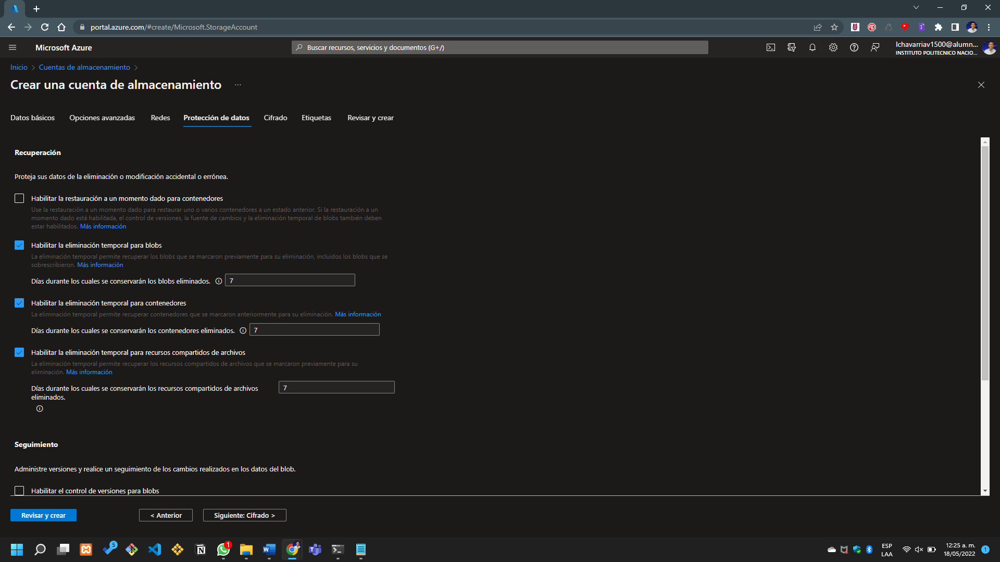 portal.azure.com/#create/Microsoft.StorageAccount
Microsoft Azure
Buscar recursos, servicios y documentos (G+/)
lchavarriav1500@alumn...
INSTITUTO POLITECNICO NACIO...
Inicio > Cuentas de almacenamiento >
Crear una cuenta de almacenamiento ...
Datos básicos Opciones avanzadas Redes Protección de datos Cifrado Etiquetas Revisar y crear
Recuperación
Proteja sus datos de la eliminación o modificación accidental o errónea.
Habilitar la restauración a un momento dado para contenedores
Use la restauración a un momento dado para restaurar uno o varios contenedores a un estado anterior. Si la restauración a un
momento dado está habilitada, el control de versiones, la fuente de cambios y la eliminación temporal de blobs también deben
estar habilitados. Más información
Habilitar la eliminación temporal para blobs
La eliminación temporal permite recuperar los blobs que se marcaron previamente para su eliminación, incluidos los blobs que se
sobrescribieron. Más información
Días durante los cuales se conservarán los blobs eliminados. 7
Habilitar la eliminación temporal para contenedores
La eliminación temporal permite recuperar contenedores que se marcaron anteriormente para su eliminación. Más información
Días durante los cuales se conservarán los contenedores eliminados. 7
Habilitar la eliminación temporal para recursos compartidos de archivos
La eliminación temporal permite recuperar los recursos compartidos de archivos que se marcaron previamente para su
eliminación. Más información
Días durante los cuales se conservarán los recursos compartidos de archivos
eliminados.
7
Seguimiento
Administre versiones y realice un seguimiento de los cambios realizados en los datos del blob.
Habilitar el control de versiones para blobs
Revisar y crear < Anterior Siguiente: Cifrado >
5
1
ESP
LAA
12:25 a. m.
18/05/2022
1